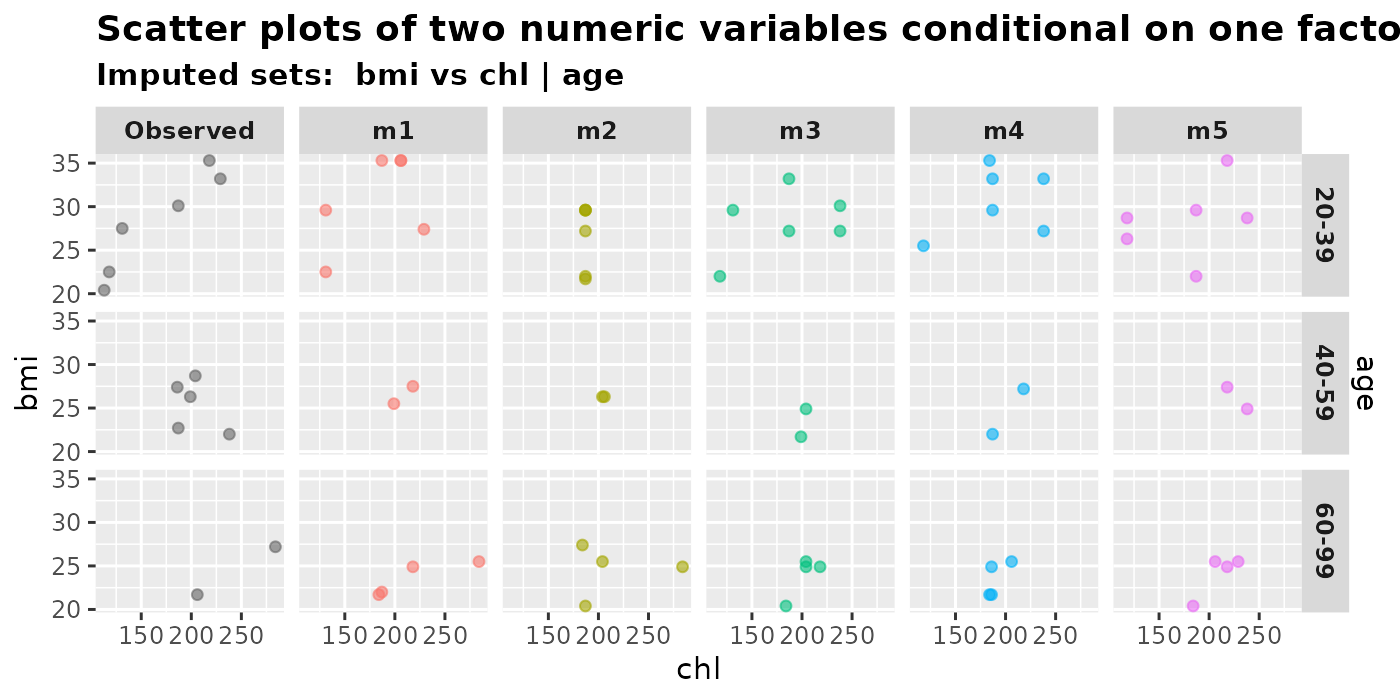 Scatter plots of two numeric variables conditional on one facto
Imputed sets:  bmi vs chl | age
Observed m1 m2 m3 m4 m5
35
30
25
20
20-39
35
30
25
20
40-59
35
30
25
20
60-99
bmi
age
150 200 250 150 200 250 150 200 250 150 200 250 150 200 250 150 200 250
chl